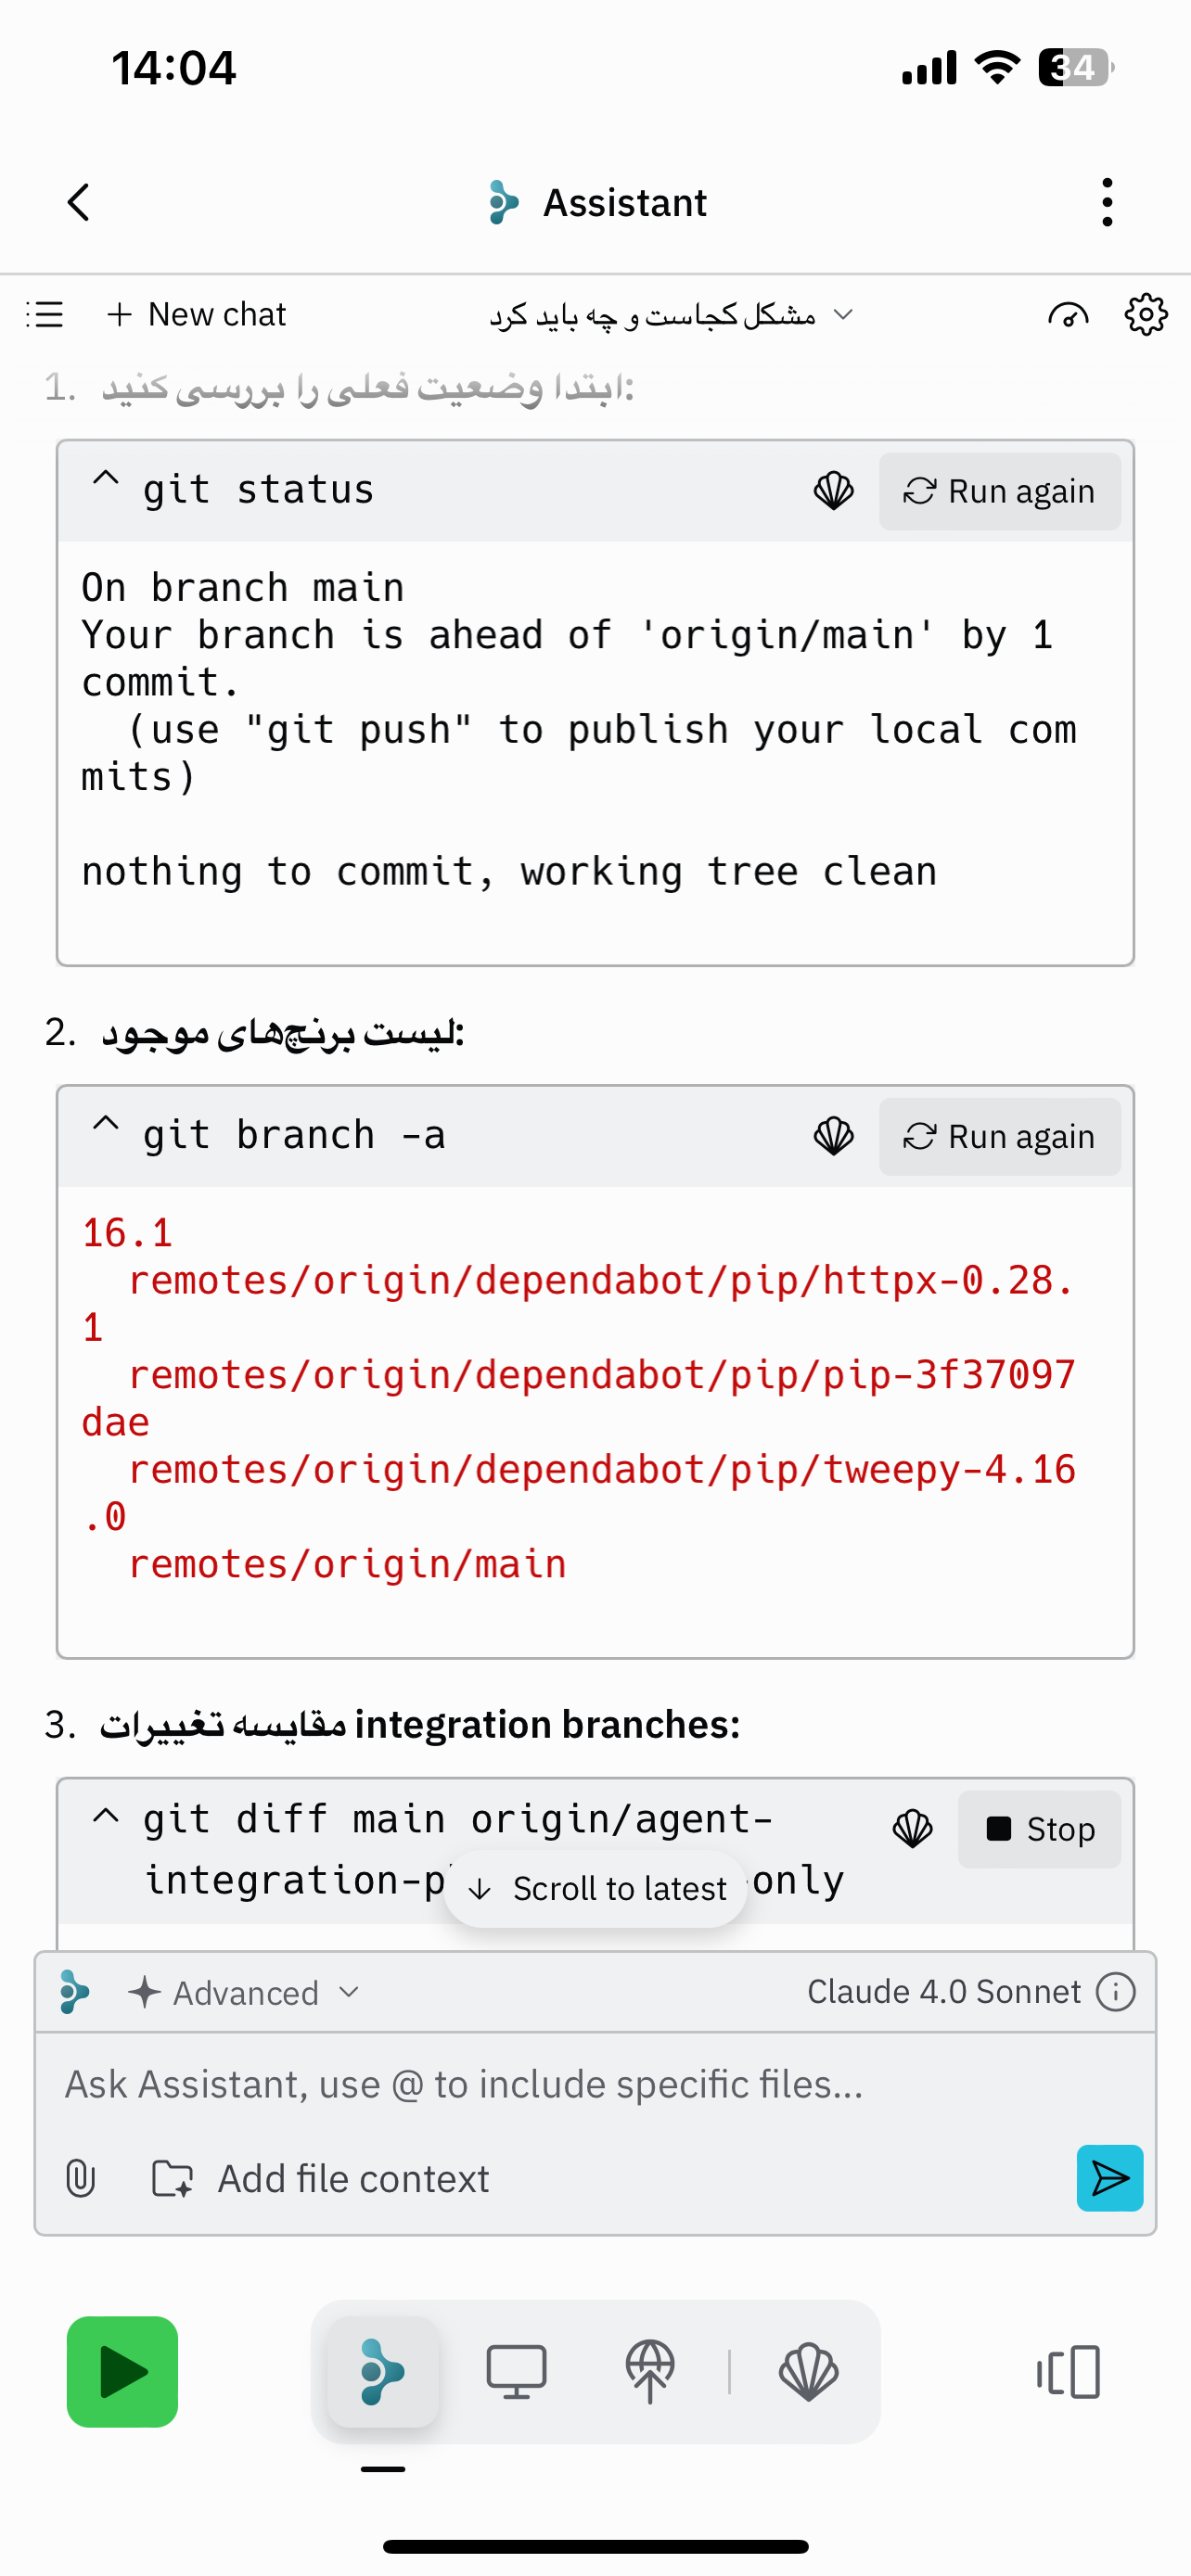 14:04
34
Assistant
New chat
مشکل کجاست و چه باید کرد
1. ابتدا وضعیت فعلی را بررسی کنید:
git status
Run again
On branch main
Your branch is ahead of 'origin/main' by 1
commit.
(use "git push" to publish your local com
mits)
nothing to commit, working tree clean
2. لیست برنچ‌های موجود:
git branch -a
Run again
16.1
remotes/origin/dependabot/pip/httpx-0.28.
1
remotes/origin/dependabot/pip/pip-3f37097
dae
remotes/origin/dependabot/pip/tweepy-4.16
.0
remotes/origin/main
3. مقایسه تغییرات integration branches:
git diff main origin/agent-
Stop
integration-p
only
Scroll to latest
Advanced
Claude 4.0 Sonnet
Ask Assistant, use @ to include specific files...
Add file context